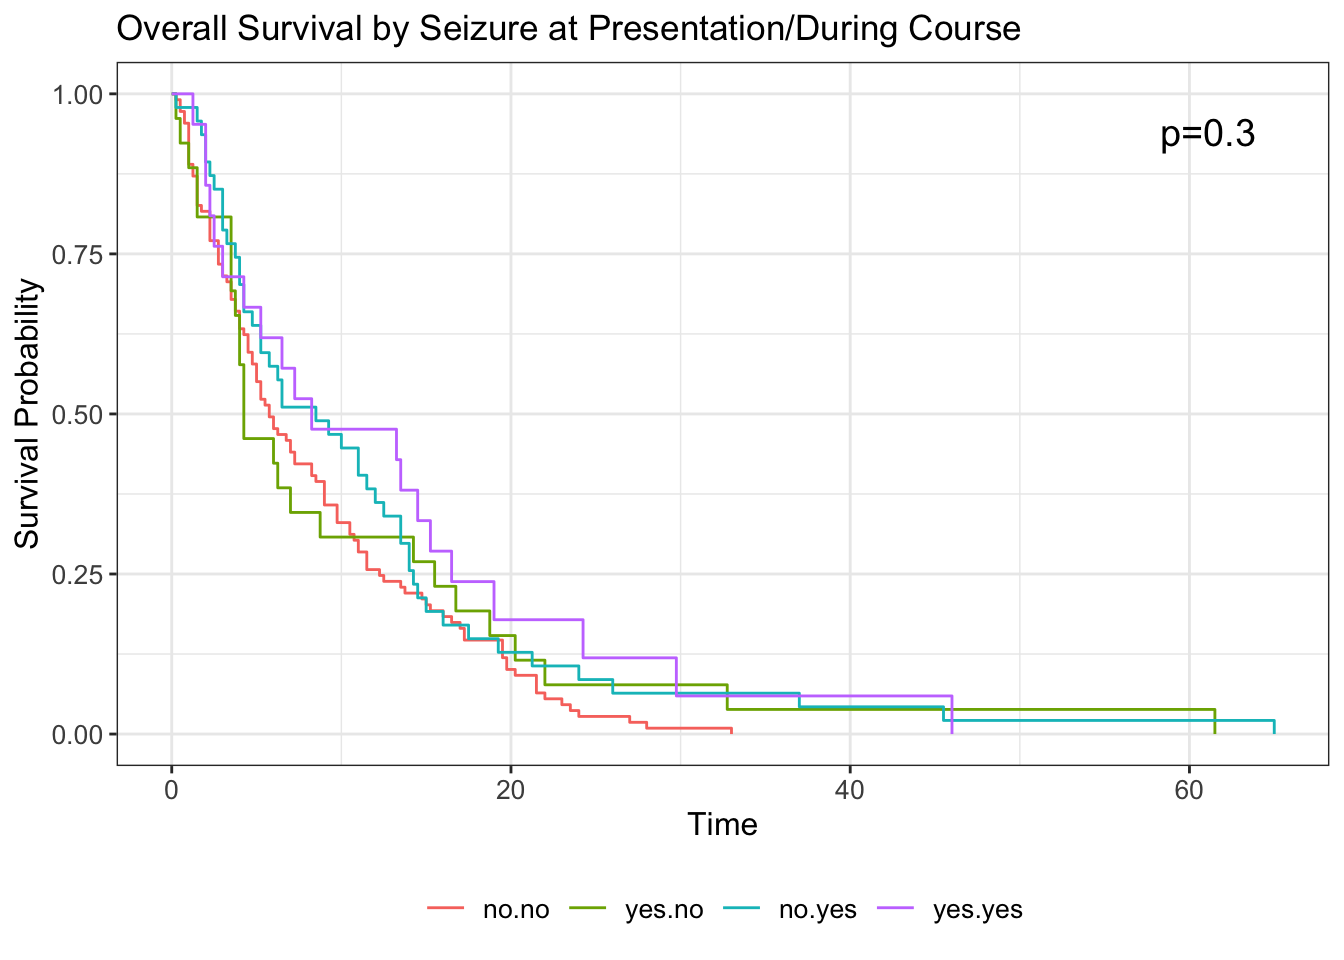 Overall Survival by Seizure at Presentation/During Course
p=0.3
Survival Probability
1.00
0.75
0.50
0.25
0.00
0 20 40 60
Time
no.no yes.no no.yes yes.yes